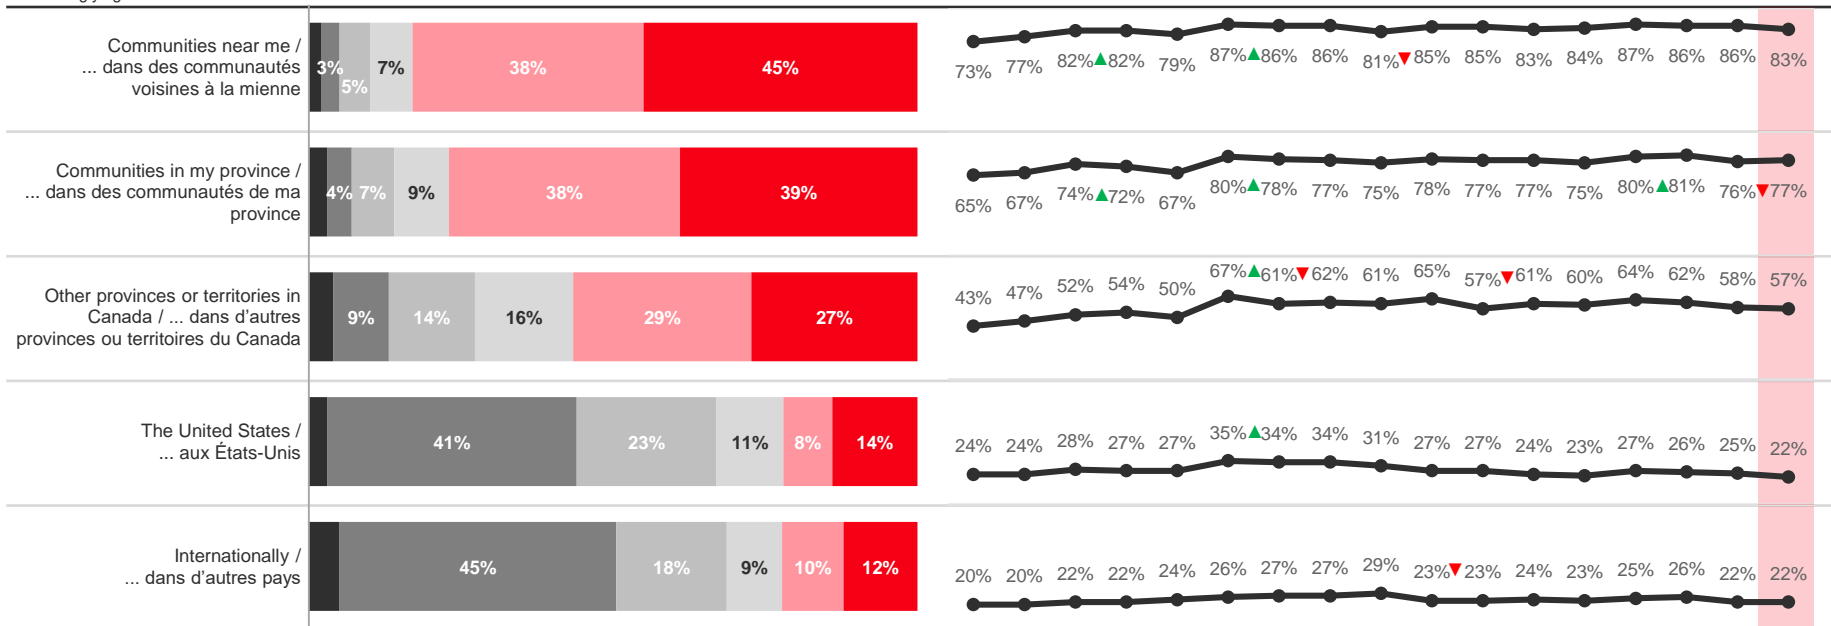 Communities near me /
... dans des communautés
voisines à la mienne
3%
5%
7%
38%
45%
73% 77% 82%▲82% 79% 87%▲86% 86% 81%▼85% 85% 83% 84% 87% 86% 86% 83%
Communities in my province /
... dans des communautés de ma
province
4% 7% 9% 38% 39%
65% 67% 74%▲72% 67% 80%▲78% 77% 75% 78% 77% 77% 75% 80%▲81% 76%▼77%
Other provinces or territories in
Canada / ... dans d'autres
provinces ou territoires du Canada
9% 14% 16% 29% 27%
43% 47% 52% 54% 50% 67%▲61%▼62% 61% 65% 57%▼61% 60% 64% 62% 58% 57%
The United States /
... aux États-Unis
41% 23% 11% 8% 14%
24% 24% 28% 27% 27% 35%▲34% 34% 31% 27% 27% 24% 23% 27% 26% 25% 22%
Internationally /
... dans d'autres pays
45% 18% 9% 10% 12%
20% 20% 22% 22% 24% 26% 27% 27% 29% 23%▼23% 24% 23% 25% 26% 22% 22%